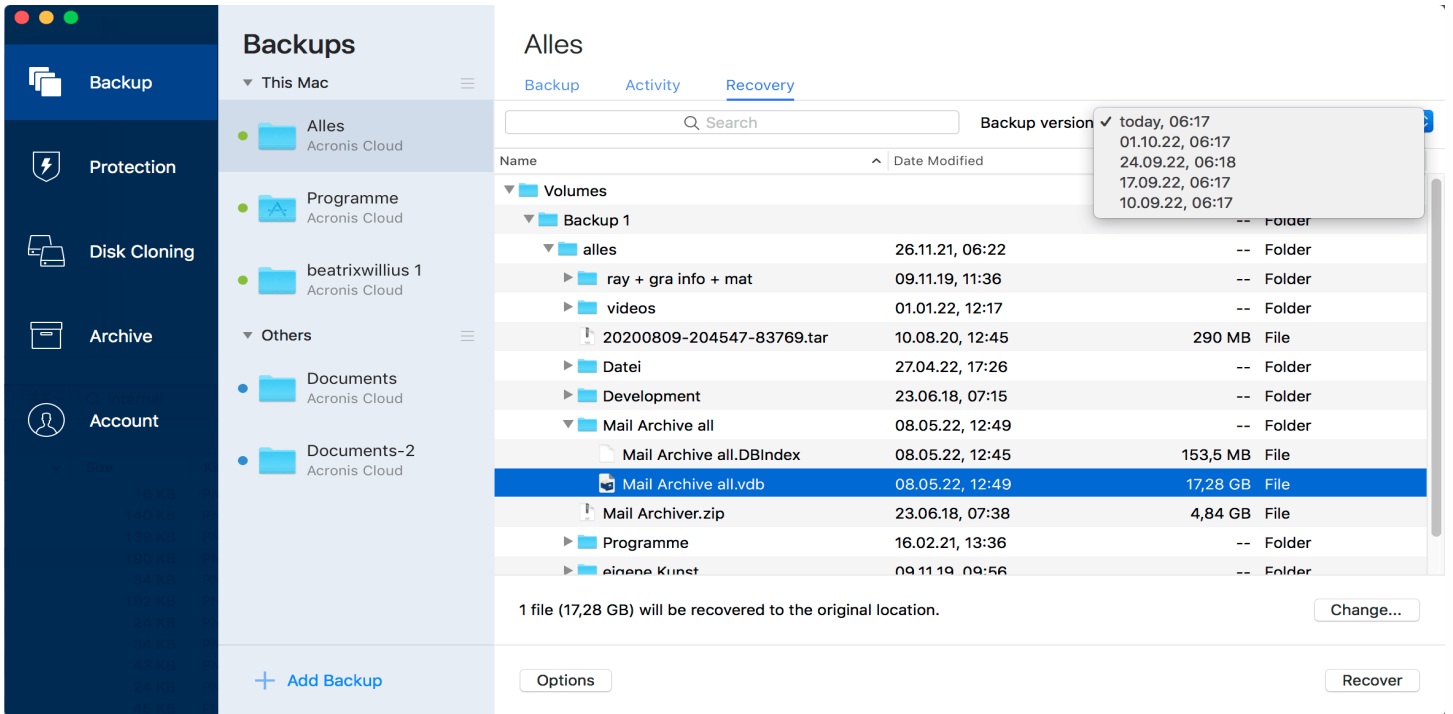 Backup
Protection
Disk Cloning
Archive
Account
Backups
This Mac
Alles
Acronis Cloud
Programme
Acronis Cloud
beatrixwillius 1
Acronis Cloud
Others
Documents
Acronis Cloud
Documents-2
Acronis Cloud
Add Backup
Alles
Backup Activity Recovery
Search Backup version
✓ today, 06:17
01.10.22, 06:17
24.09.22, 06:18
17.09.22, 06:17
10.09.22, 06:17
Name Date Modified
Volumes
Backup 1 -- Folder
alles 26.11.21, 06:22 -- Folder
ray + gra info + mat 09.11.19, 11:36 -- Folder
videos 01.01.22, 12:17 -- Folder
20200809-204547-83769.tar 10.08.20, 12:45 290 MB File
Datei 27.04.22, 17:26 -- Folder
Development 23.06.18, 07:15 -- Folder
Mail Archive all 08.05.22, 12:49 -- Folder
Mail Archive all.DBIndex 08.05.22, 12:45 153,5 MB File
Mail Archive all.vdb 08.05.22, 12:49 17,28 GB File
Mail Archiver.zip 23.06.18, 07:38 4,84 GB File
Programme 16.02.21, 13:36 -- Folder
eigene Kunst 09.11.19, 09:56 -- Folder
1 file (17,28 GB) will be recovered to the original location.
Change...
Options
Recover